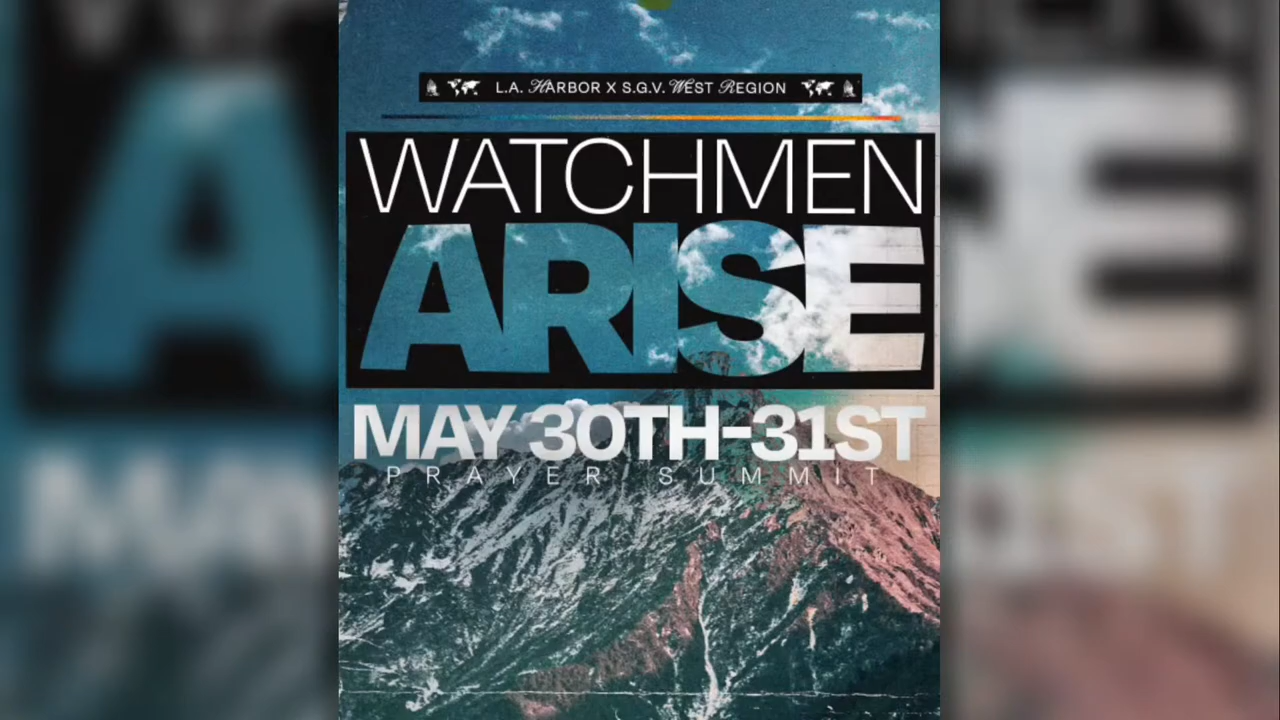 L.A. HARBOR X S.G.V. WEST REGION
WATCHMEN
ARISE
MAY 30TH-31ST
PRAYER SUMMIT